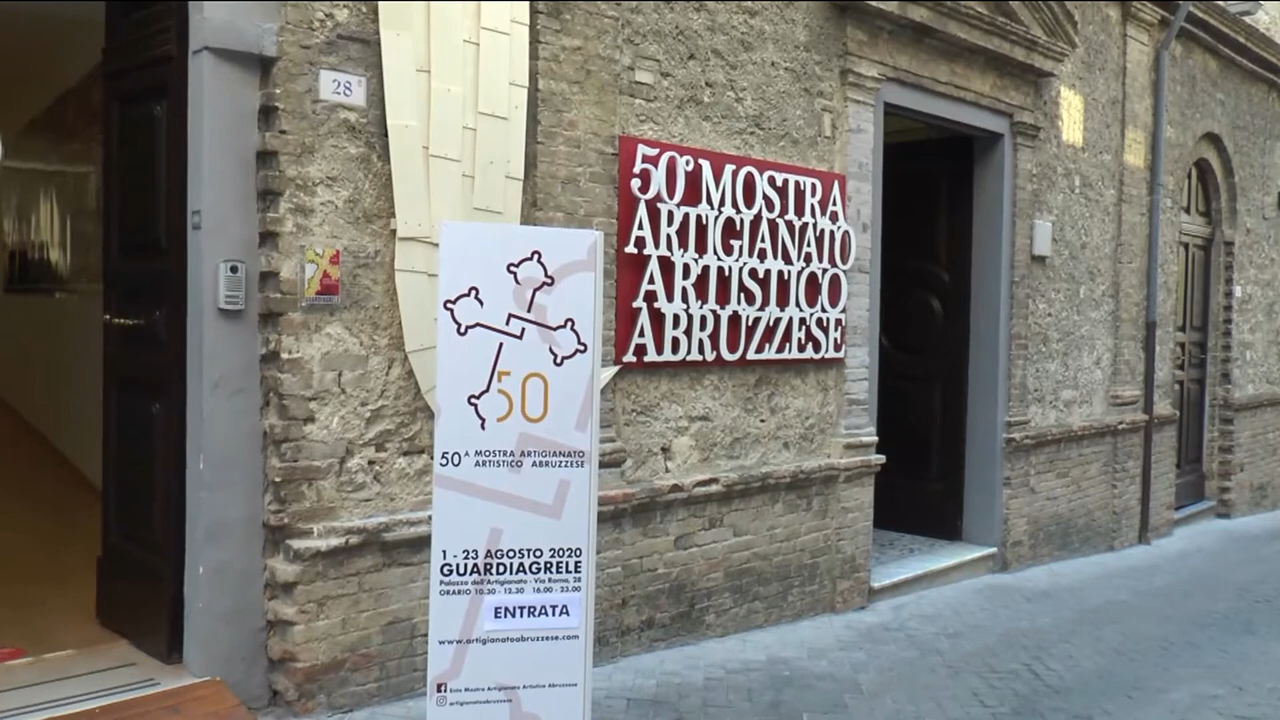 28
GUARDIAGRELE
50° MOSTRA
ARTIGIANATO
ARTISTICO
ABRUZZESE
50
50ᴬ MOSTRA ARTIGIANATO
ARTISTICO ABRUZZESE
1 - 23 AGOSTO 2020
GUARDIAGRELE
Palazzo dell'Artigianato - Via Roma, 28
ORARIO 10.30 - 12.30 16.00 - 23.00
ENTRATA
www.artigianatoabruzzese.com
Ente Mostra Artigianato Artistico Abruzzese
artigianatoabruzzese